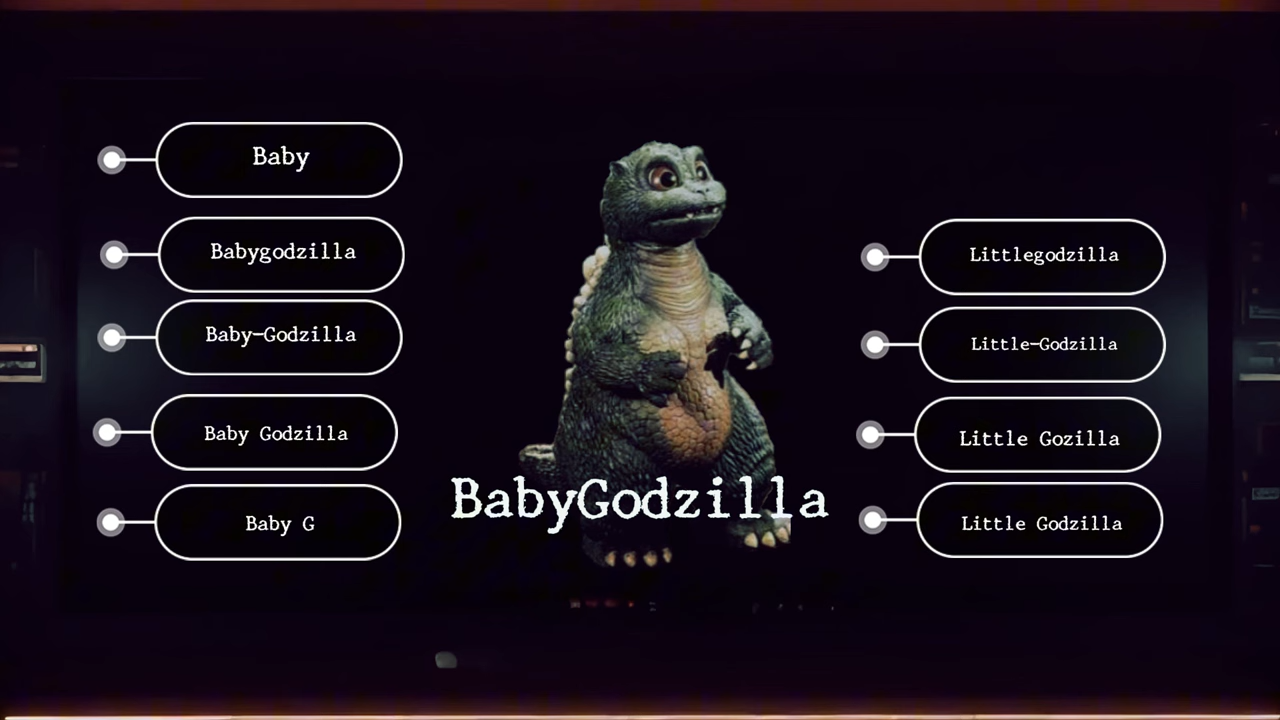 Baby
Babygodzilla
Baby-Godzilla
Baby Godzilla
Baby G
BabyGodzilla
Littlegodzilla
Little-Godzilla
Little Gozilla
Little Godzilla